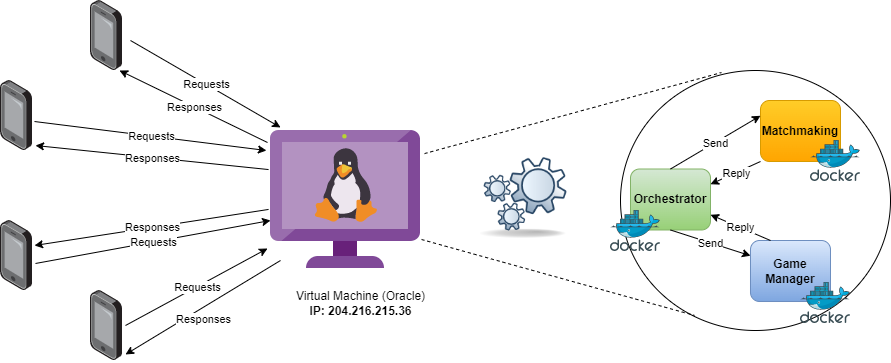 Requests
Responses
Requests
Responses
Responses
Requests
Requests
Responses
Virtual Machine (Oracle)
IP: 204.216.215.36
Send
Matchmaking
docker
Reply
Orchestrator
docker
Reply
Send
Game
Manager
docker